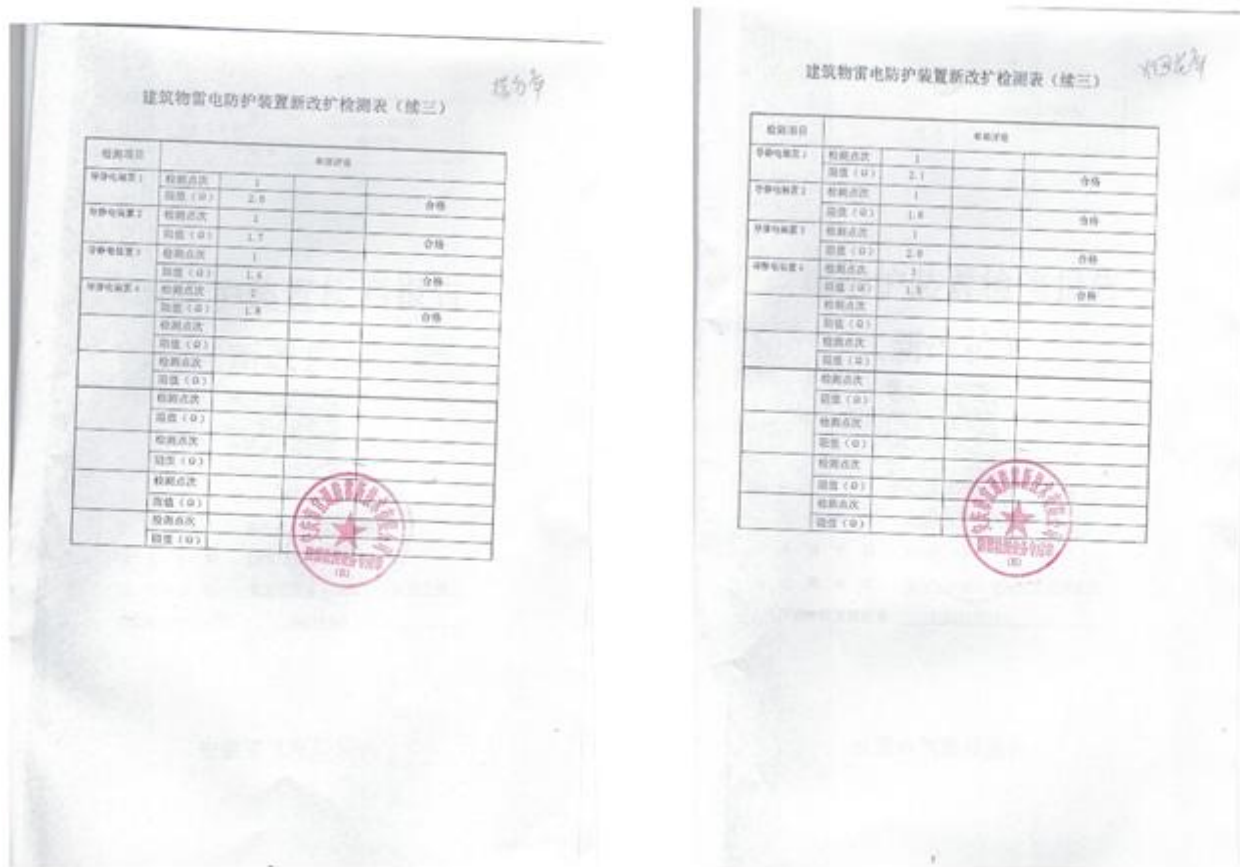 建筑物雷电防护装置新改扩检测表（续三）
检测项目
导静电装置1 检测点次 1
阻值（Ω） 2.0 合格
导静电装置2 检测点次 1
阻值（Ω） 1.7 合格
导静电装置3 检测点次 1
阻值（Ω） 合格
导静电装置4 检测点次
阻值（Ω） 1.8 合格
检测点次
阻值（Ω）
检测点次
阻值（Ω）
检测点次
阻值（Ω）
检测点次
阻值（Ω）
检测点次
阻值（Ω）
检测点次
阻值（Ω）
建筑物雷电防护装置新改扩检测表（续三）
检测项目
导静电装置1 检测点次 1
阻值（Ω） 2.1 合格
导静电装置2 检测点次 1
阻值（Ω） 1.8 合格
导静电装置3 检测点次 1
阻值（Ω） 2.0 合格
导静电装置4 检测点次
阻值（Ω） 合格
检测点次
阻值（Ω）
检测点次
阻值（Ω）
检测点次
阻值（Ω）
检测点次
阻值（Ω）
检测点次
阻值（Ω）
检测点次
阻值（Ω）